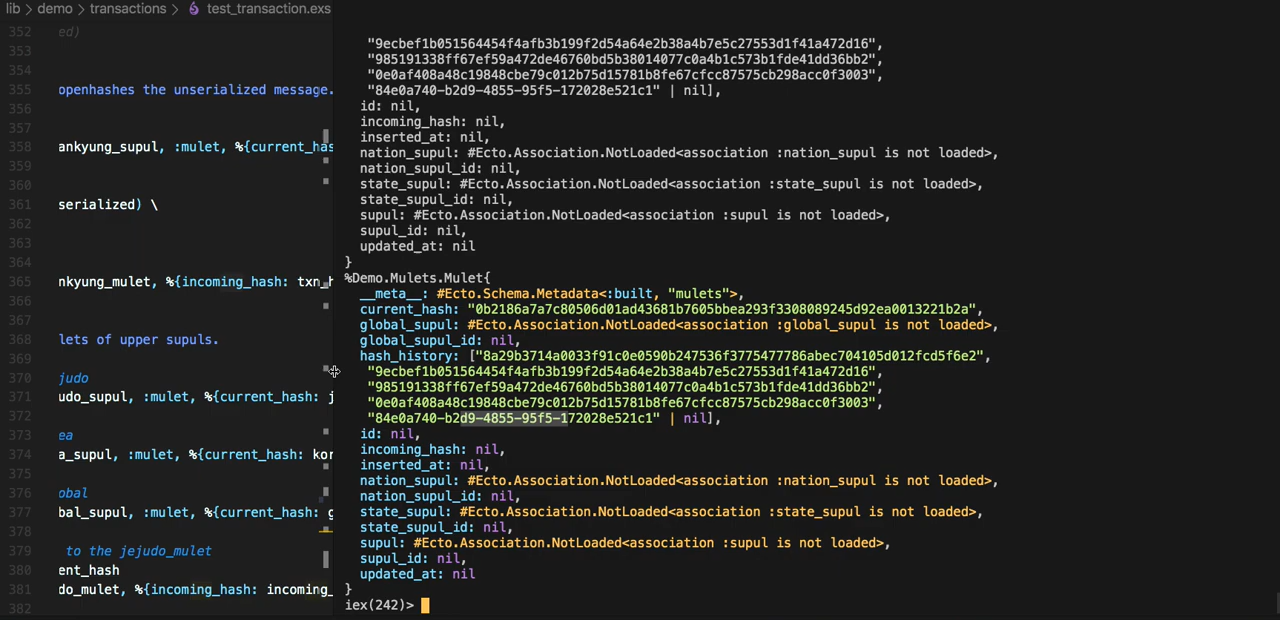 lib > demo > transactions > test_transaction.exs
352 ed)
353
354
355 openhashes the unserialized message.
356
357
358 ankyung_supul, :mulet, %{current_has
359
360
361 serialized) \
362
363
364
365 nkyung_mulet, %{incoming_hash: txn_h
366
367
368 lets of upper supuls.
369
370 judo
371 udo_supul, :mulet, %{current_hash: j
372
373 ea
374 a_supul, :mulet, %{current_hash: kor
375
376 obal
377 bal_supul, :mulet, %{current_hash: g
378
379 to the jejudo_mulet
380 ent_hash
381 do_mulet, %{incoming_hash: incoming_
382
"9ecbef1b051564454f4afb3b199f2d54a64e2b38a4b7e5c27553d1f41a472d16",
"985191338ff67ef59a472de46760bd5b38014077c0a4b1c573b1fde41dd36bb2",
"0e0af408a48c19848cbe79c012b75d15781b8fe67cfcc87575cb298acc0f3003",
"84e0a740-b2d9-4855-95f5-172028e521c1" | nil],
id: nil,
incoming_hash: nil,
inserted_at: nil,
nation_supul: #Ecto.Association.NotLoaded<association :nation_supul is not loaded>,
nation_supul_id: nil,
state_supul: #Ecto.Association.NotLoaded<association :state_supul is not loaded>,
state_supul_id: nil,
supul: #Ecto.Association.NotLoaded<association :supul is not loaded>,
supul_id: nil,
updated_at: nil
}
%Demo.Mulets.Mulet{
__meta__: #Ecto.Schema.Metadata<:built, "mulets">,
current_hash: "0b2186a7a7c80506d01ad43681b7605bbea293f3308089245d92ea0013221b2a",
global_supul: #Ecto.Association.NotLoaded<association :global_supul is not loaded>,
global_supul_id: nil,
hash_history: ["8a29b3714a0033f91c0e0590b247536f3775477786abec704105d012fcd5f6e2",
"9ecbef1b051564454f4afb3b199f2d54a64e2b38a4b7e5c27553d1f41a472d16",
"985191338ff67ef59a472de46760bd5b38014077c0a4b1c573b1fde41dd36bb2",
"0e0af408a48c19848cbe79c012b75d15781b8fe67cfcc87575cb298acc0f3003",
"84e0a740-b2d9-4855-95f5-172028e521c1" | nil],
id: nil,
incoming_hash: nil,
inserted_at: nil,
nation_supul: #Ecto.Association.NotLoaded<association :nation_supul is not loaded>,
nation_supul_id: nil,
state_supul: #Ecto.Association.NotLoaded<association :state_supul is not loaded>,
state_supul_id: nil,
supul: #Ecto.Association.NotLoaded<association :supul is not loaded>,
supul_id: nil,
updated_at: nil
}
iex(242)>